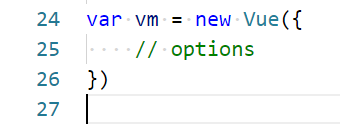 24 var vm = new Vue({
25     // options
26 })
27